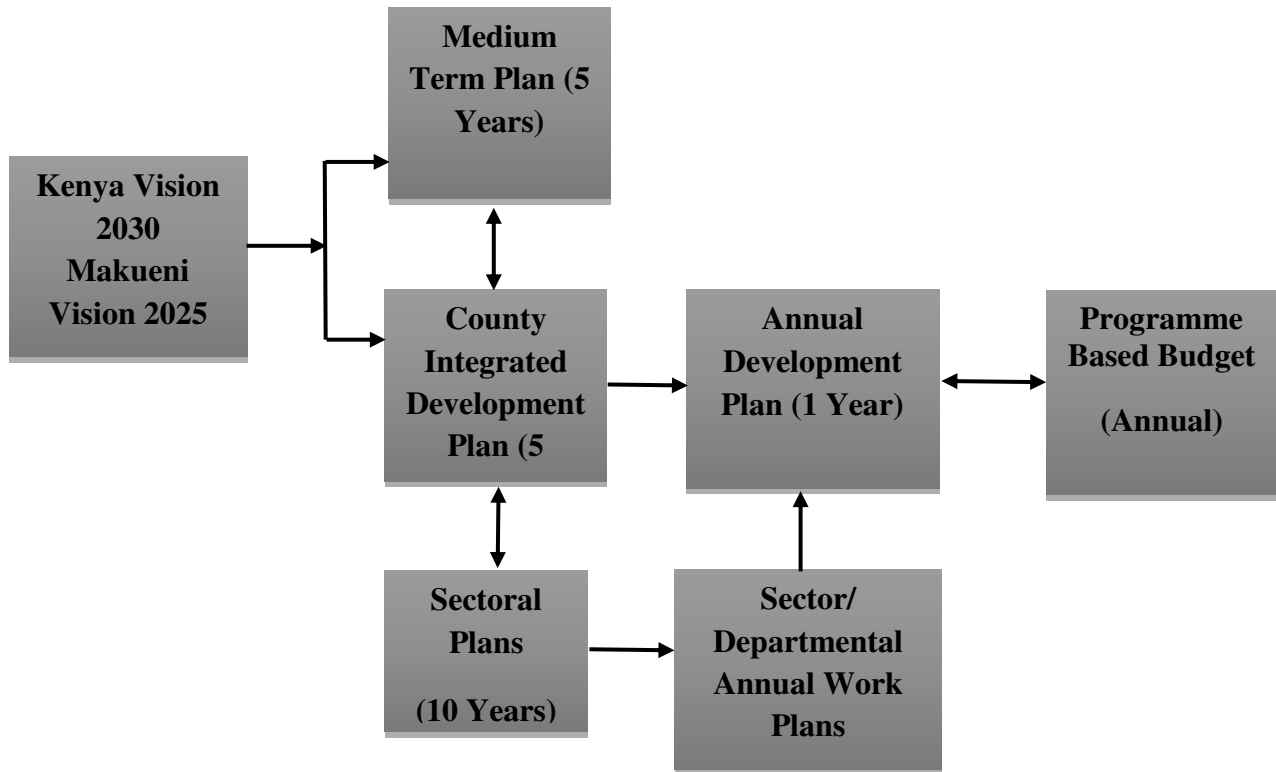 Medium
Term Plan (5
Years)
Kenya Vision
2030
Makueni
Vision 2025
County
Integrated
Development
Plan (5
Annual
Development
Plan (1 Year)
Programme
Based Budget
(Annual)
Sectoral
Plans
(10 Years)
Sector/
Departmental
Annual Work
Plans